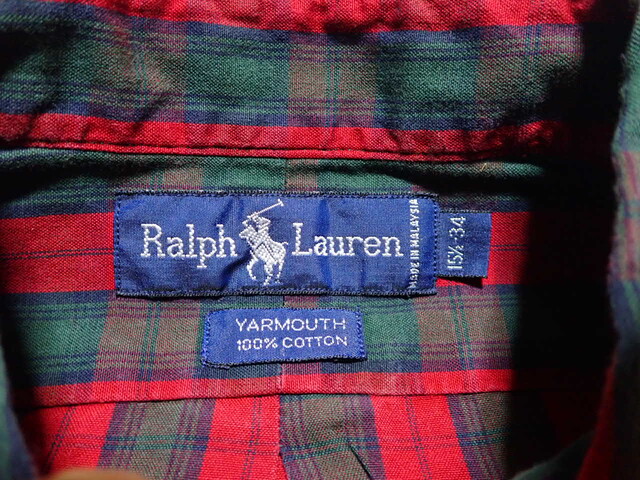 Ralph Lauren
MADE IN MALAYSIA
15½-34
YARMOUTH
100% COTTON